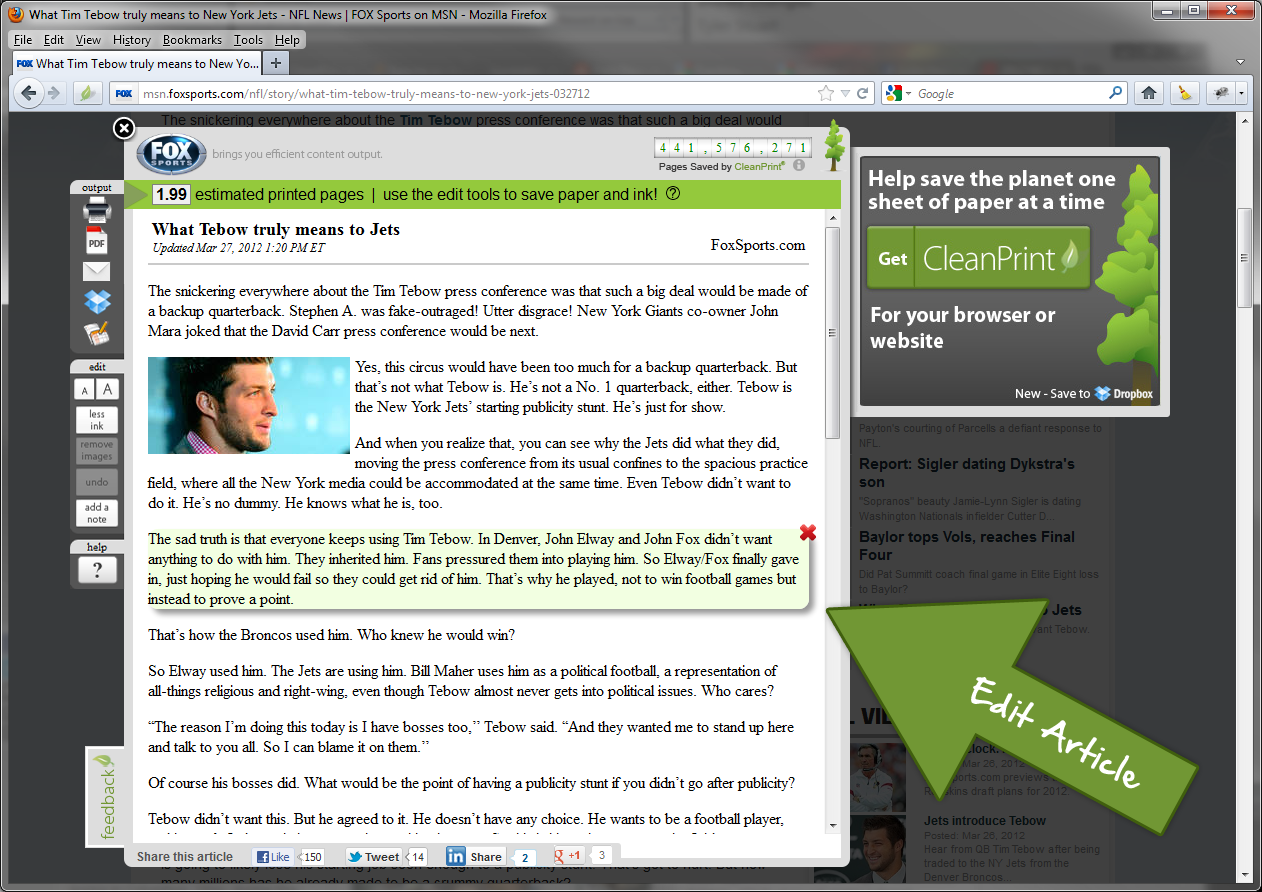 What Tim Tebow truly means to New York Jets - NFL News | FOX Sports on MSN - Mozilla Firefox
File Edit View History Bookmarks Tools Help
FOX What Tim Tebow truly means to New Yo...
FOX msn.foxsports.com/nfl/story/what-tim-tebow-truly-means-to-new-york-jets-032712
Google
The snickering everywhere about the Tim Tebow press conference was that such a big deal would
FOX SPORTS brings you efficient content output.
441,576,271
Pages Saved by CleanPrint
output
1.99 estimated printed pages | use the edit tools to save paper and ink! ?
PDF
edit
A A
less
ink
remove
images
undo
add a
note
help
?
feedback
What Tebow truly means to Jets
Updated Mar 27, 2012 1:20 PM ET
FoxSports.com
The snickering everywhere about the Tim Tebow press conference was that such a big deal would be made of
a backup quarterback. Stephen A. was fake-outraged! Utter disgrace! New York Giants co-owner John
Mara joked that the David Carr press conference would be next.
Yes, this circus would have been too much for a backup quarterback. But
that’s not what Tebow is. He’s not a No. 1 quarterback, either. Tebow is
the New York Jets’ starting publicity stunt. He’s just for show.
And when you realize that, you can see why the Jets did what they did,
moving the press conference from its usual confines to the spacious practice
field, where all the New York media could be accommodated at the same time. Even Tebow didn’t want to
do it. He’s no dummy. He knows what he is, too.
The sad truth is that everyone keeps using Tim Tebow. In Denver, John Elway and John Fox didn’t want
anything to do with him. They inherited him. Fans pressured them into playing him. So Elway/Fox finally gave
in, just hoping he would fail so they could get rid of him. That’s why he played, not to win football games but
instead to prove a point.
That’s how the Broncos used him. Who knew he would win?
So Elway used him. The Jets are using him. Bill Maher uses him as a political football, a representation of
all-things religious and right-wing, even though Tebow almost never gets into political issues. Who cares?
“The reason I’m doing this today is I have bosses too,’’ Tebow said. “And they wanted me to stand up here
and talk to you all. So I can blame it on them.’’
Of course his bosses did. What would be the point of having a publicity stunt if you didn’t go after publicity?
Tebow didn’t want this. But he agreed to it. He doesn’t have any choice. He wants to be a football player,
Share this article Like 150 Tweet 14 in Share 2 g +1 3
Help save the planet one
sheet of paper at a time
Get CleanPrint
For your browser or
website
New - Save to Dropbox
Payton's courting of Parcells a defiant response to
NFL.
Report: Sigler dating Dykstra's
son
"Sopranos" beauty Jamie-Lynn Sigler is dating
Washington Nationals infielder Cutter D...
Baylor tops Vols, reaches Final
Four
Did Pat Summitt coach final game in Elite Eight loss
to Baylor?
Jets
Tebow.
Edit Article
Mar 26, 2012
draft plans for 2012.
Jets introduce Tebow
Posted: Mar 26, 2012
Hear from QB Tim Tebow after being
traded to the NY Jets from the
Denver Broncos...